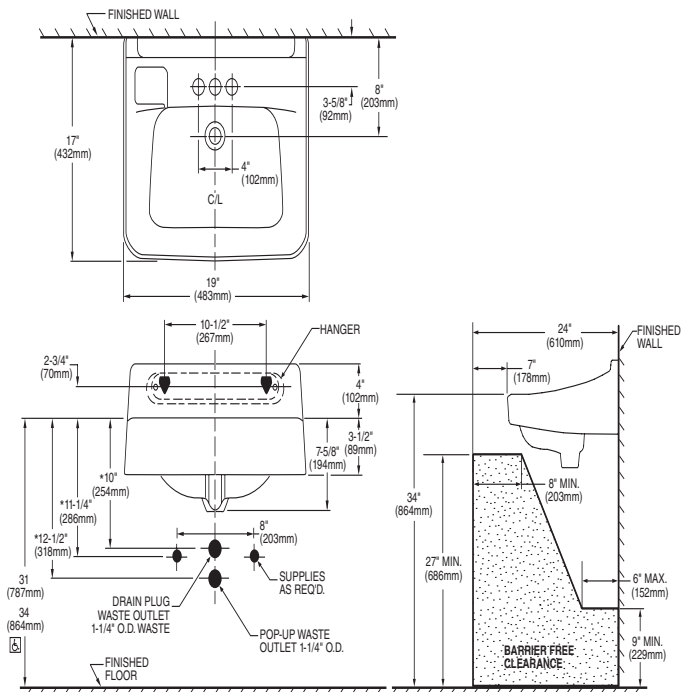 FINISHED WALL
8"
(203mm)
3-5/8"
(92mm)
17"
(432mm)
4"
(102mm)
C/L
19"
(483mm)
10-1/2"
(267mm)
HANGER
2-3/4"
(70mm)
4"
(102mm)
3-1/2"
(89mm)
7-5/8"
(194mm)
*10"
(254mm)
*11-1/4"
(286mm)
*12-1/2"
(318mm)
8"
(203mm)
31
(787mm)
34
(864mm)
DRAIN PLUG
WASTE OUTLET
1-1/4" O.D. WASTE
SUPPLIES
AS REQ'D.
POP-UP WASTE
OUTLET 1-1/4" O.D.
FINISHED
FLOOR
24"
(610mm)
FINISHED
WALL
7"
(178mm)
34"
(864mm)
8" MIN.
(203mm)
27" MIN.
(686mm)
6" MAX.
(152mm)
9" MIN.
(229mm)
BARRIER FREE
CLEARANCE